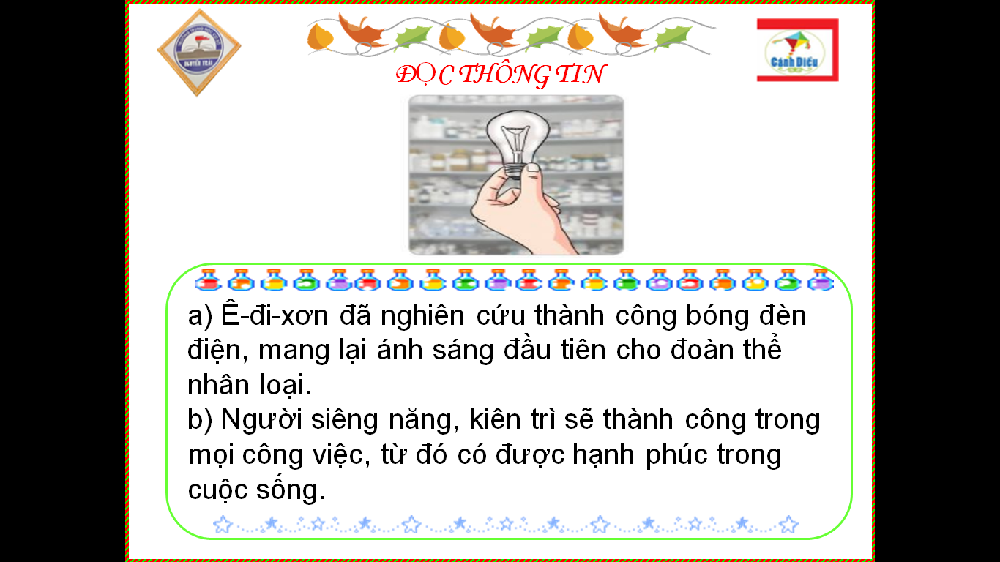 NGUYỄN TRÃI
Cánh Diều
ĐỌC THÔNG TIN
a) Ê-đi-xơn đã nghiên cứu thành công bóng đèn
điện, mang lại ánh sáng đầu tiên cho đoàn thể
nhân loại.
b) Người siêng năng, kiên trì sẽ thành công trong
mọi công việc, từ đó có được hạnh phúc trong
cuộc sống.